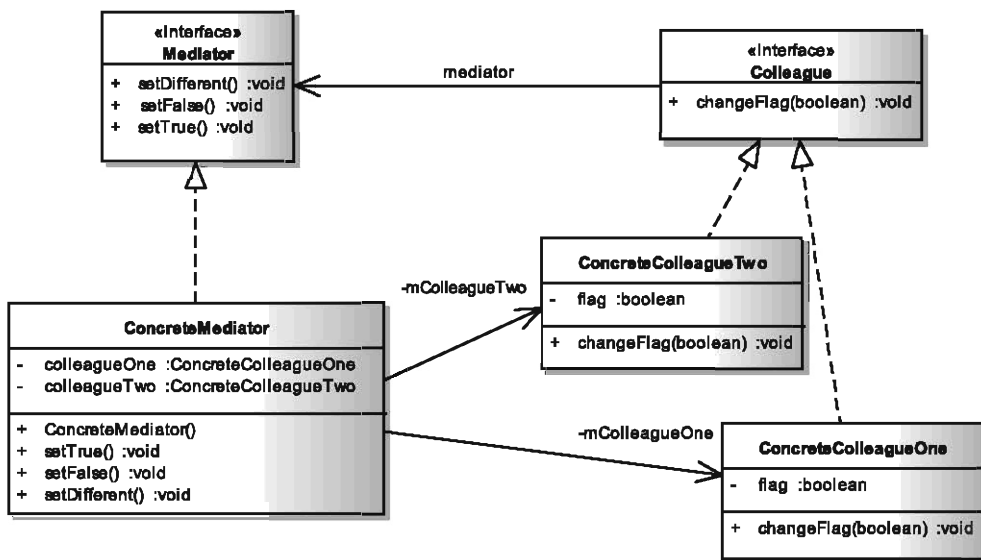 «Interface»
Mediator
+ setDifferent() :void
+ setFalse() :void
+ setTrue() :void
mediator
«Interface»
Colleague
+ changeFlag(boolean) :void
ConcreteColleagueTwo
- flag :boolean
+ changeFlag(boolean) :void
-mColleagueTwo
ConcreteMediator
- colleagueOne :ConcreteColleagueOne
- colleagueTwo :ConcreteColleagueTwo
+ ConcreteMediator()
+ setTrue() :void
+ setFalse() :void
+ setDifferent() :void
-mColleagueOne
ConcreteColleagueOne
- flag :boolean
+ changeFlag(boolean) :void